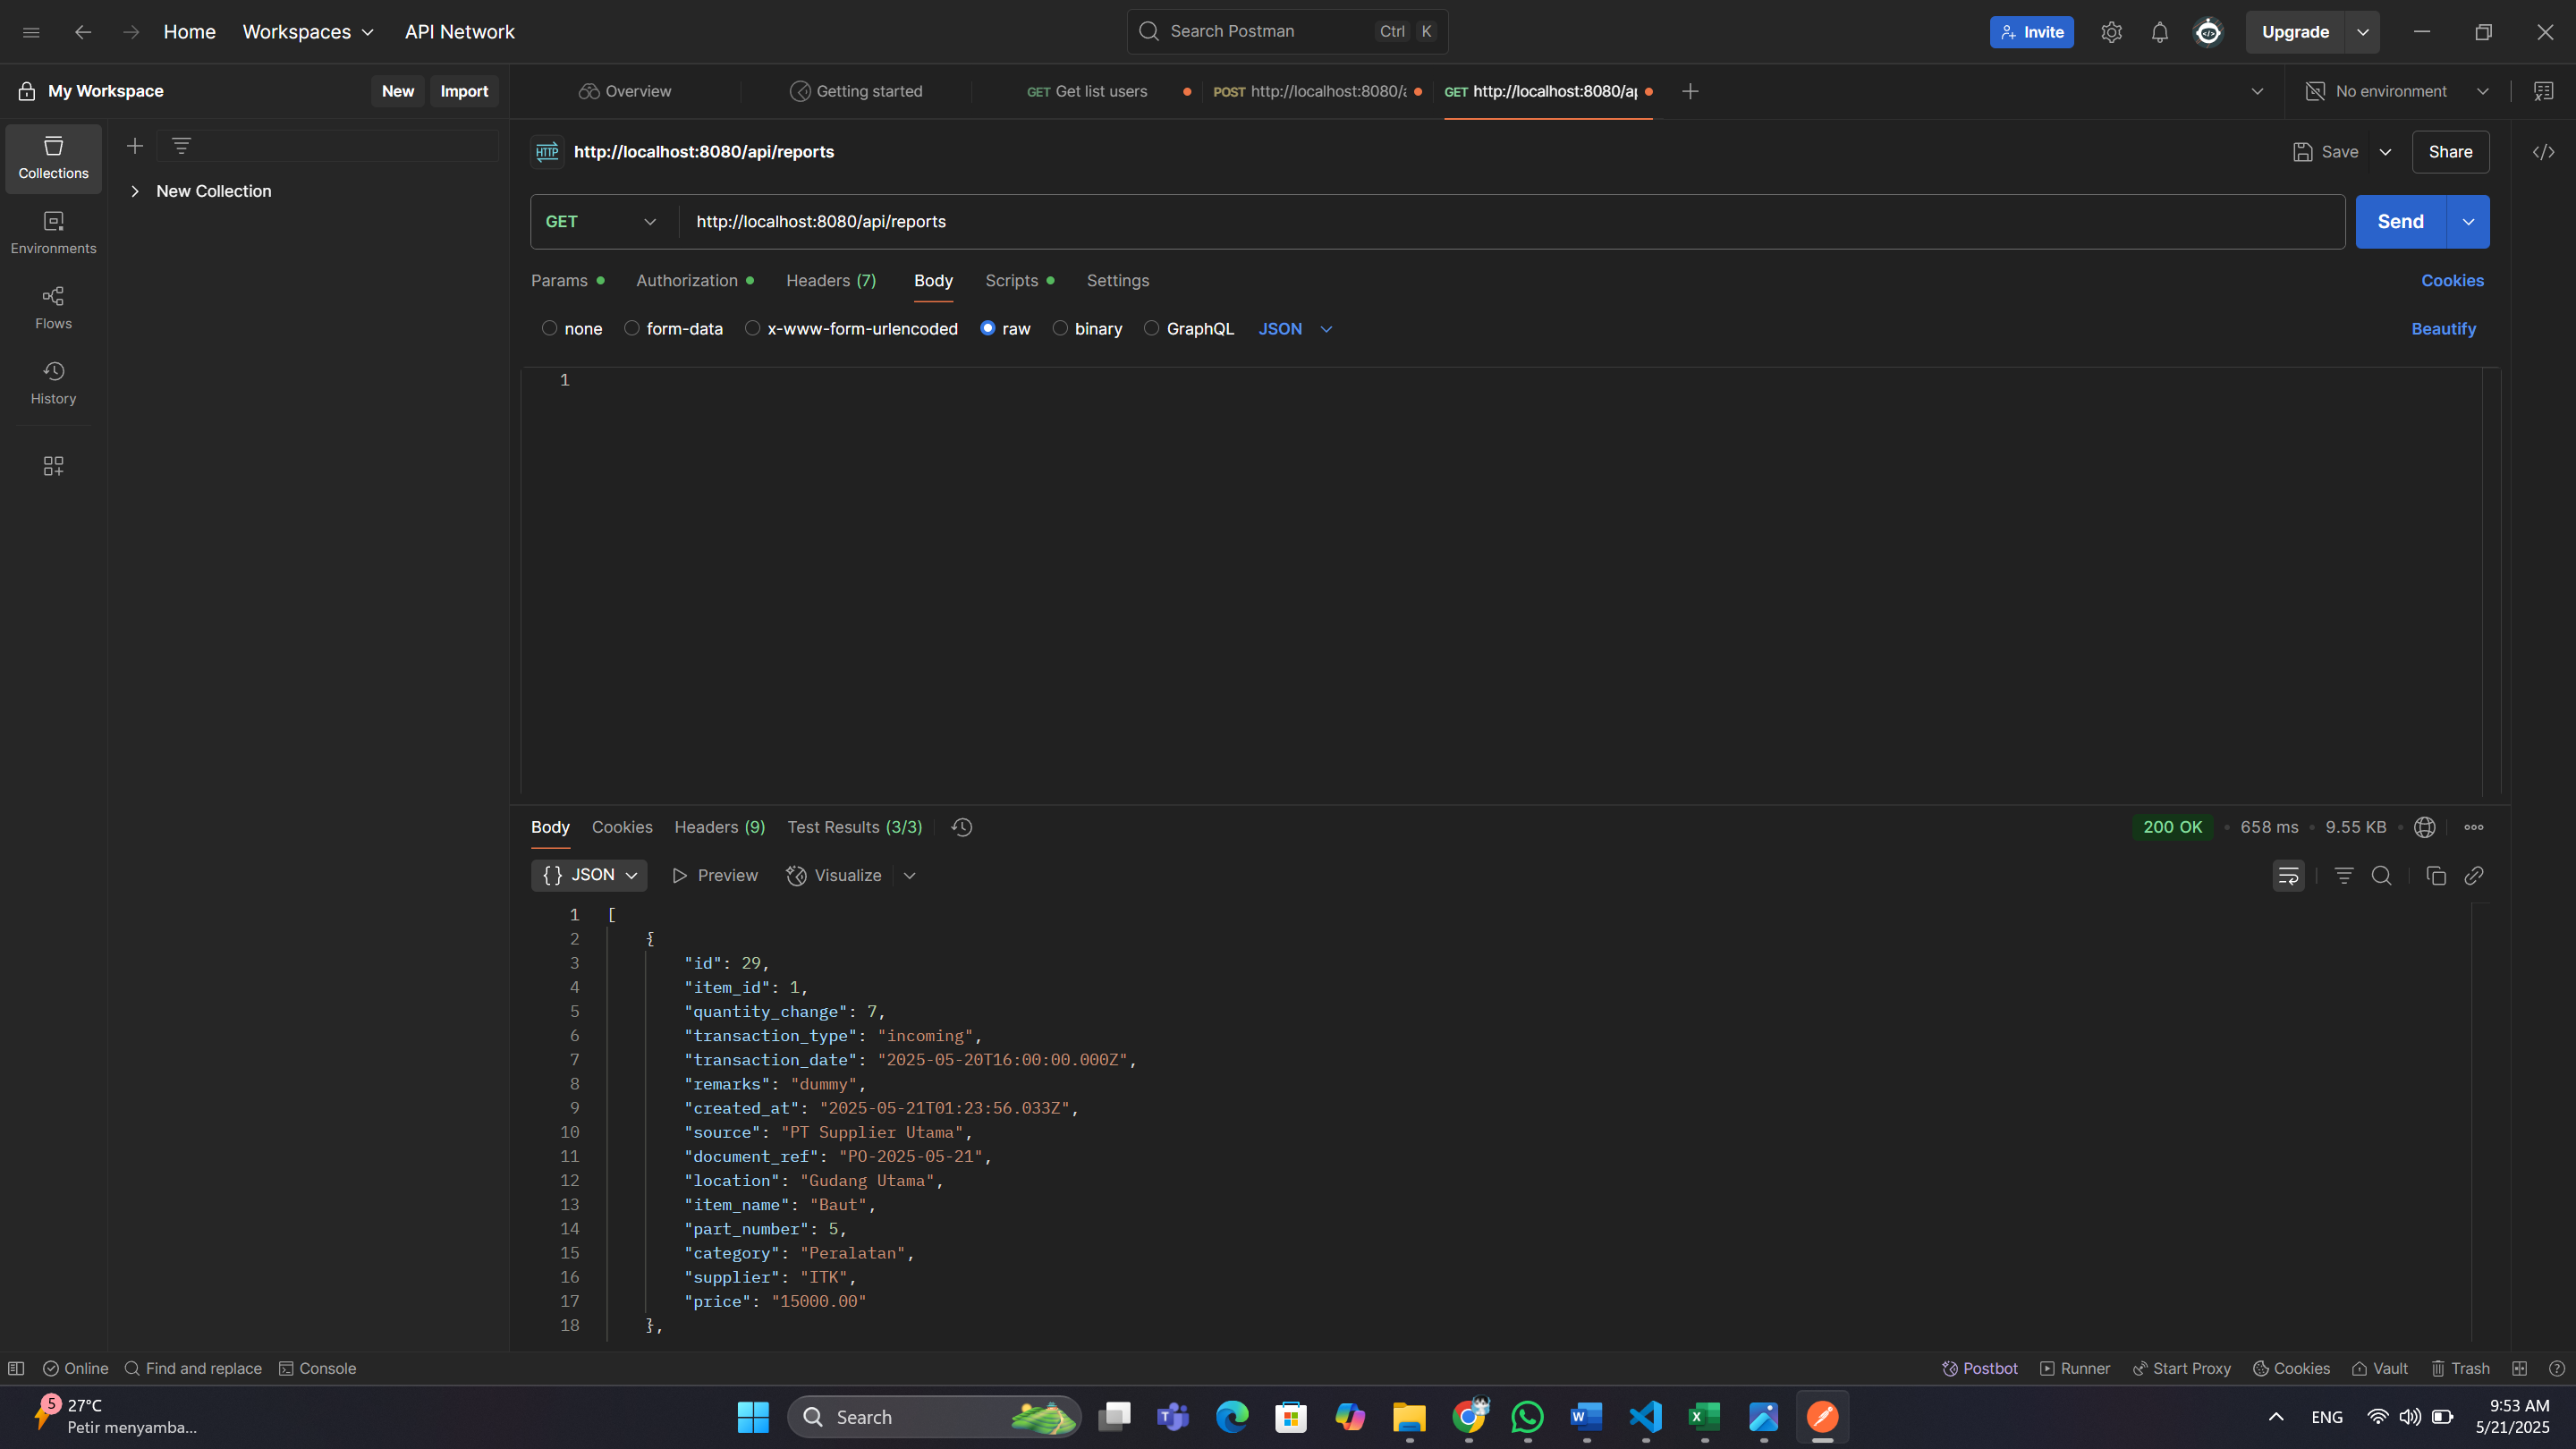 Home Workspaces API Network
Search Postman Ctrl K
Invite Upgrade
My Workspace New Import
Overview Getting started GET Get list users POST http://localhost:8080/a GET http://localhost:8080/ap No environment
Collections
Environments
Flows
History
New Collection
HTTP http://localhost:8080/api/reports Save Share
GET http://localhost:8080/api/reports Send
Params Authorization Headers (7) Body Scripts Settings Cookies
none form-data x-www-form-urlencoded raw binary GraphQL JSON Beautify
1
Body Cookies Headers (9) Test Results (3/3) 200 OK 658 ms 9.55 KB
{} JSON Preview Visualize
1 [
2 {
3 "id": 29,
4 "item_id": 1,
5 "quantity_change": 7,
6 "transaction_type": "incoming",
7 "transaction_date": "2025-05-20T16:00:00.000Z",
8 "remarks": "dummy",
9 "created_at": "2025-05-21T01:23:56.033Z",
10 "source": "PT Supplier Utama",
11 "document_ref": "PO-2025-05-21",
12 "location": "Gudang Utama",
13 "item_name": "Baut",
14 "part_number": 5,
15 "category": "Peralatan",
16 "supplier": "ITK",
17 "price": "15000.00"
18 },
Online Find and replace Console Postbot Runner Start Proxy Cookies Vault Trash
5 27°C
Petir menyamba...
Search
ENG
9:53 AM
5/21/2025